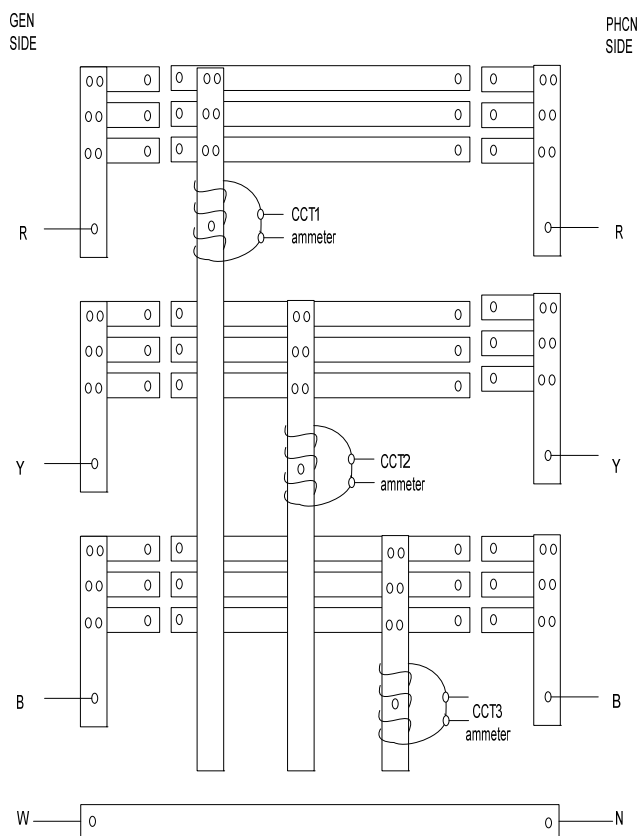 GEN
SIDE
PHCN
SIDE
CCT1
ammeter
R
R
CCT2
ammeter
Y
Y
CCT3
ammeter
B
B
W
N